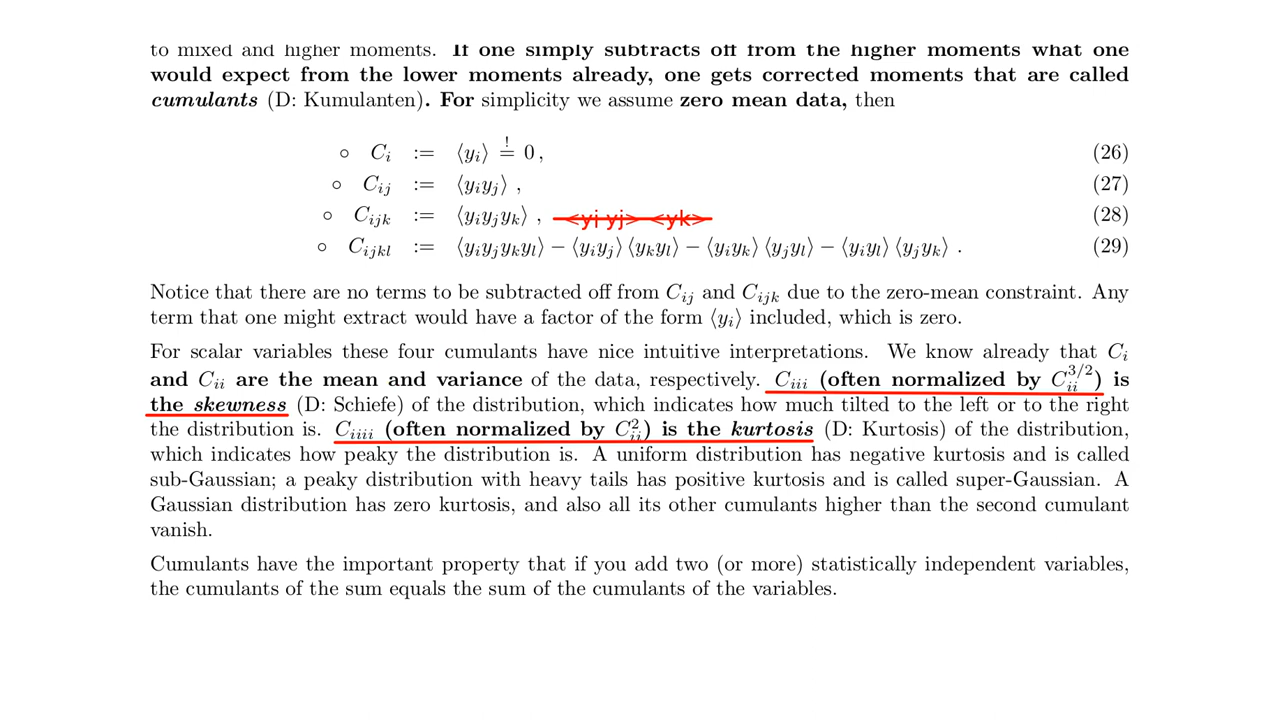 to mixed and higher moments. If one simply subtracts off from the higher moments what one
would expect from the lower moments already, one gets corrected moments that are called
cumulants (D: Kumulanten). For simplicity we assume zero mean data, then
◦ C_i := ⟨y_i⟩ =^! 0 , (26)
◦ C_ij := ⟨y_i y_j⟩ , (27)
◦ C_ijk := ⟨y_i y_j y_k⟩ , <yi yj> <yk> (28)
◦ C_ijkl := ⟨y_i y_j y_k y_l⟩ − ⟨y_i y_j⟩ ⟨y_k y_l⟩ − ⟨y_i y_k⟩ ⟨y_j y_l⟩ − ⟨y_i y_l⟩ ⟨y_j y_k⟩ . (29)
Notice that there are no terms to be subtracted off from C_ij and C_ijk due to the zero-mean constraint. Any
term that one might extract would have a factor of the form ⟨y_i⟩ included, which is zero.
For scalar variables these four cumulants have nice intuitive interpretations. We know already that C_i
and C_ii are the mean and variance of the data, respectively. C_iii (often normalized by C_ii^3/2) is
the skewness (D: Schiefe) of the distribution, which indicates how much tilted to the left or to the right
the distribution is. C_iiii (often normalized by C_ii^2) is the kurtosis (D: Kurtosis) of the distribution,
which indicates how peaky the distribution is. A uniform distribution has negative kurtosis and is called
sub-Gaussian; a peaky distribution with heavy tails has positive kurtosis and is called super-Gaussian. A
Gaussian distribution has zero kurtosis, and also all its other cumulants higher than the second cumulant
vanish.
Cumulants have the important property that if you add two (or more) statistically independent variables,
the cumulants of the sum equals the sum of the cumulants of the variables.